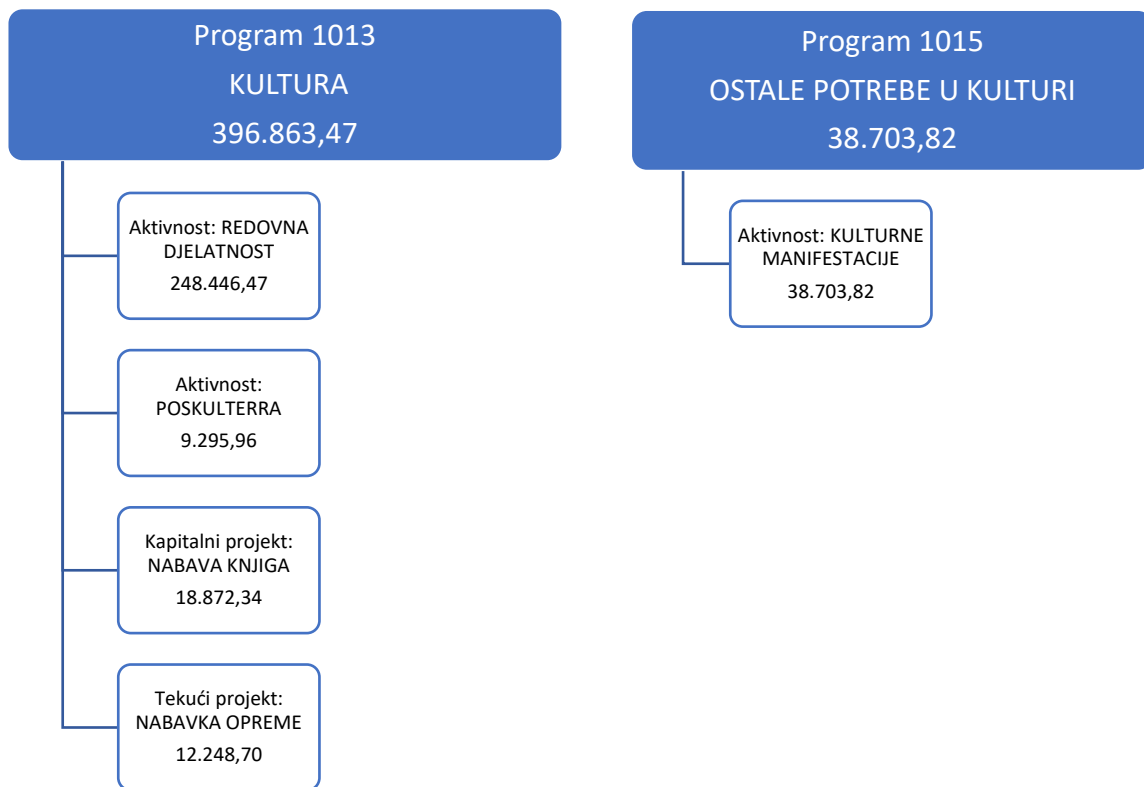 Program 1013
KULTURA
396.863,47
Aktivnost: REDOVNA
DJELATNOST
248.446,47
Aktivnost:
POSKULTERRA
9.295,96
Kapitalni projekt:
NABAVA KNJIGA
18.872,34
Tekući projekt:
NABAVKA OPREME
12.248,70
Program 1015
OSTALE POTREBE U KULTURI
38.703,82
Aktivnost: KULTURNE
MANIFESTACIJE
38.703,82